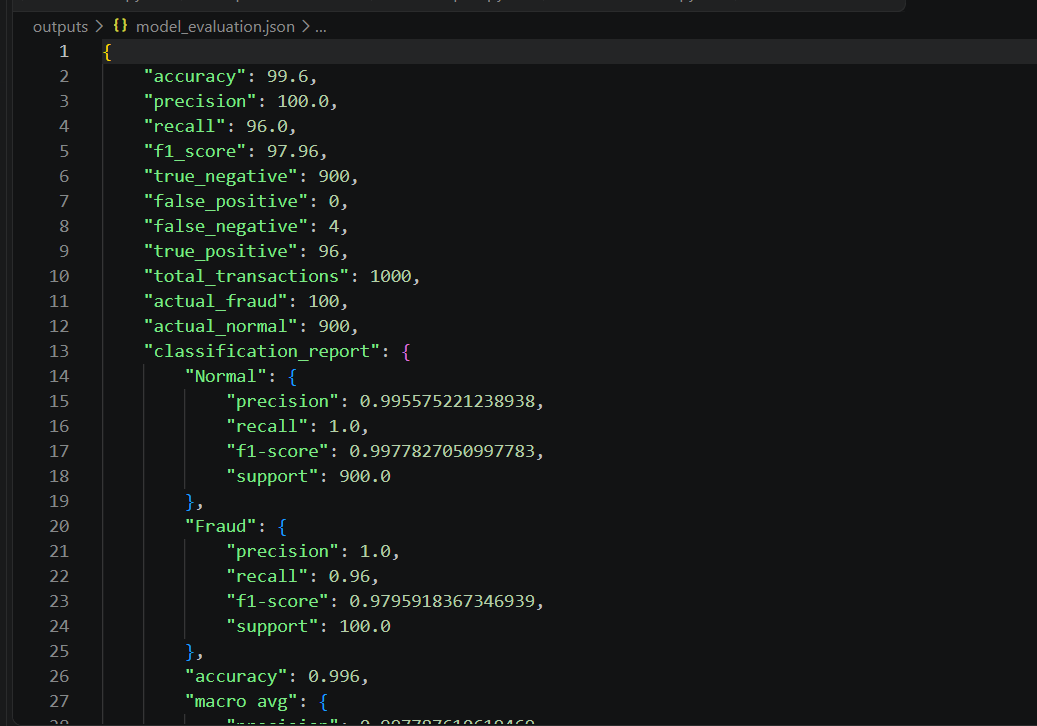 outputs > {} model_evaluation.json > ...
1 {
2 "accuracy": 99.6,
3 "precision": 100.0,
4 "recall": 96.0,
5 "f1_score": 97.96,
6 "true_negative": 900,
7 "false_positive": 0,
8 "false_negative": 4,
9 "true_positive": 96,
10 "total_transactions": 1000,
11 "actual_fraud": 100,
12 "actual_normal": 900,
13 "classification_report": {
14 "Normal": {
15 "precision": 0.995575221238938,
16 "recall": 1.0,
17 "f1-score": 0.9977827050997783,
18 "support": 900.0
19 },
20 "Fraud": {
21 "precision": 1.0,
22 "recall": 0.96,
23 "f1-score": 0.9795918367346939,
24 "support": 100.0
25 },
26 "accuracy": 0.996,
27 "macro avg": {